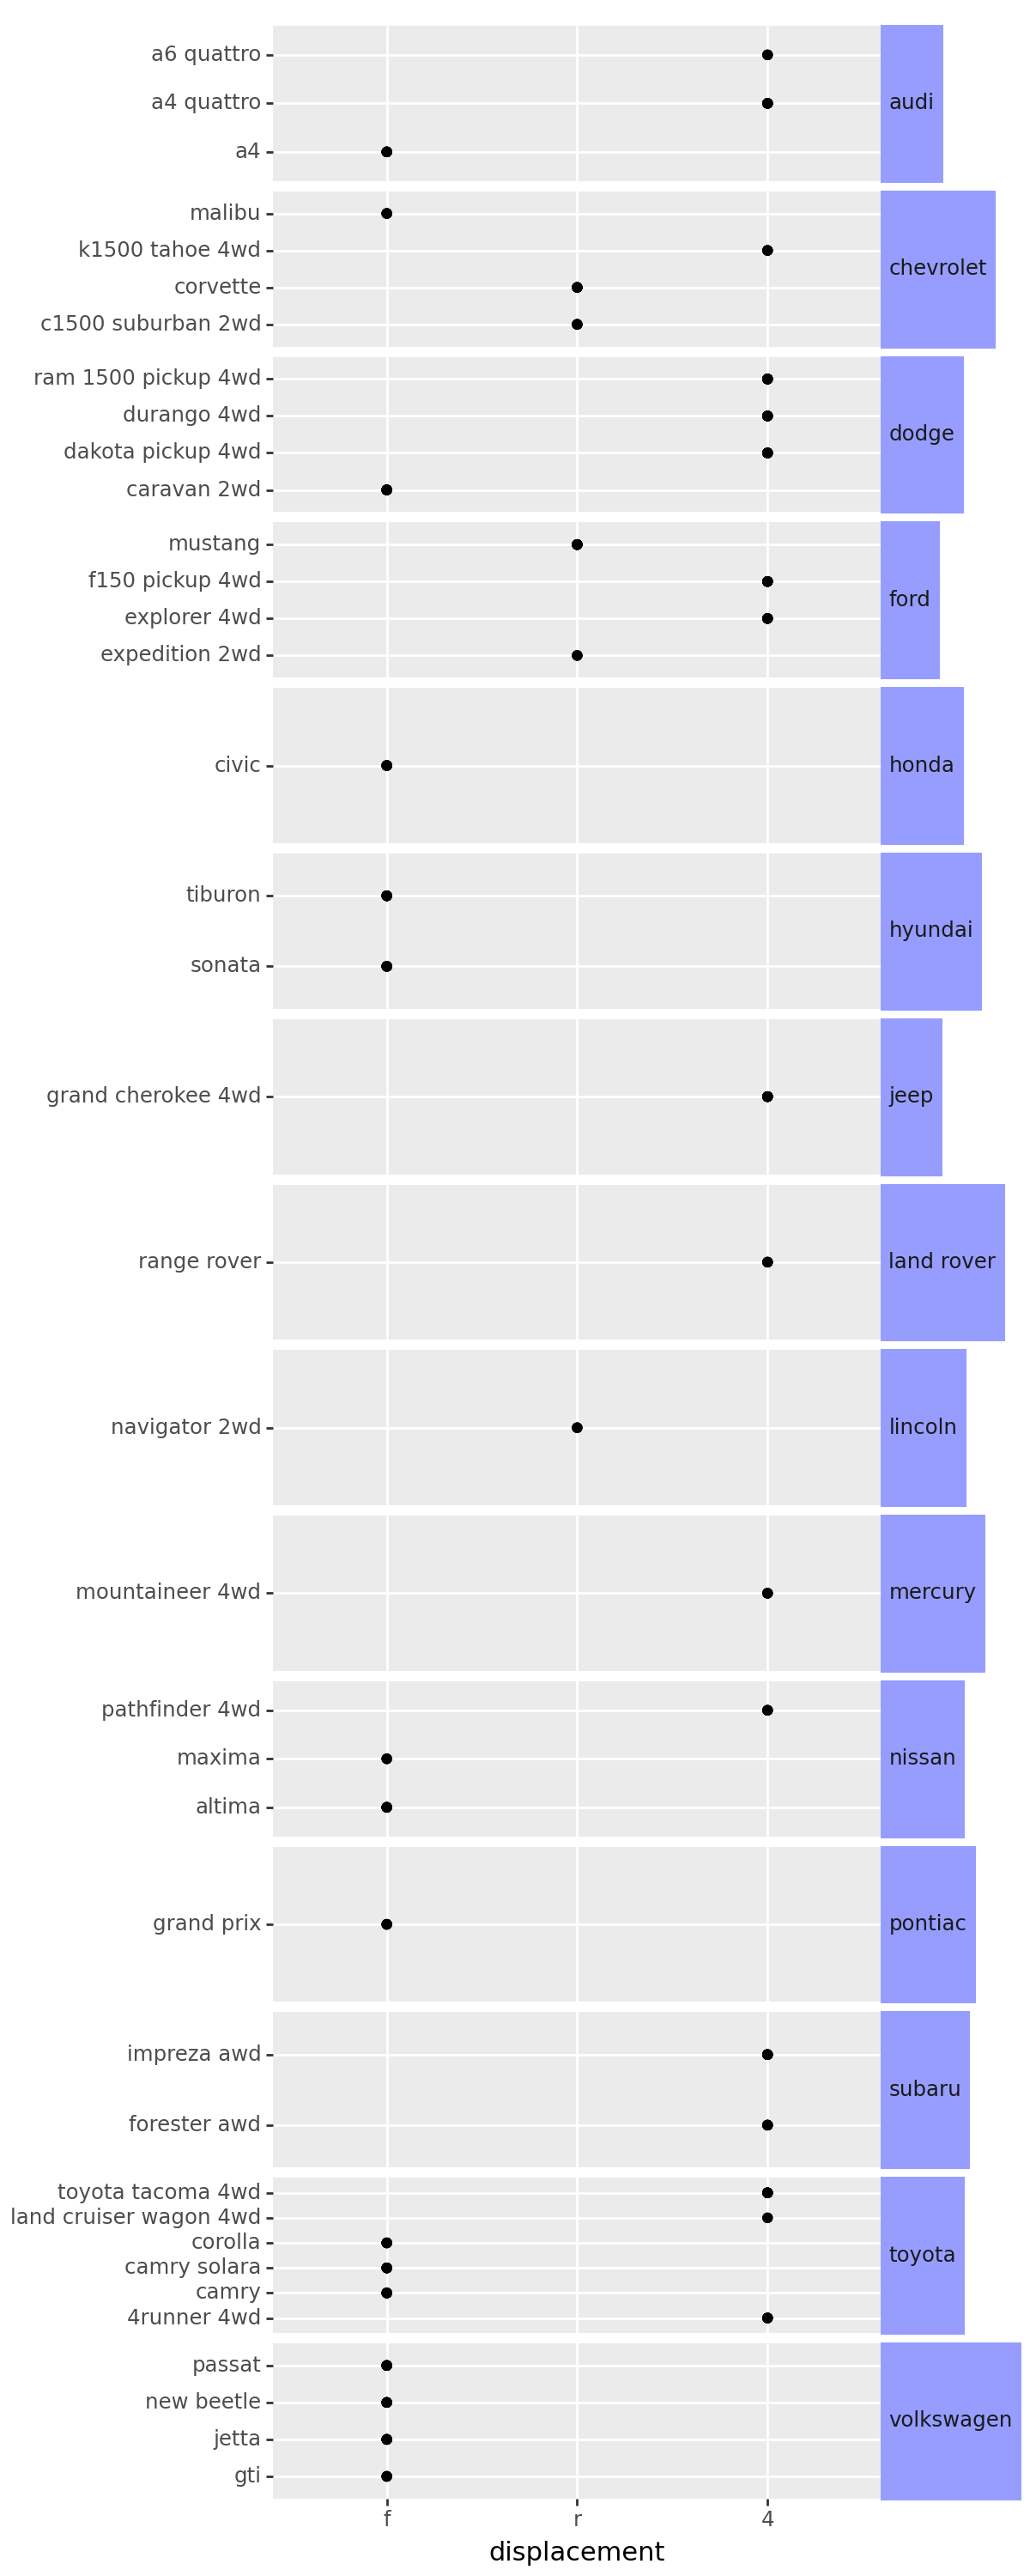 a6 quattro
a4 quattro
a4
audi
malibu
k1500 tahoe 4wd
corvette
c1500 suburban 2wd
chevrolet
ram 1500 pickup 4wd
durango 4wd
dakota pickup 4wd
caravan 2wd
dodge
mustang
f150 pickup 4wd
explorer 4wd
expedition 2wd
ford
civic
honda
tiburon
sonata
hyundai
grand cherokee 4wd
jeep
range rover
land rover
navigator 2wd
lincoln
mountaineer 4wd
mercury
pathfinder 4wd
maxima
altima
nissan
grand prix
pontiac
impreza awd
forester awd
subaru
toyota tacoma 4wd
land cruiser wagon 4wd
corolla
camry solara
camry
4runner 4wd
toyota
passat
new beetle
jetta
gti
volkswagen
f r 4
displacement